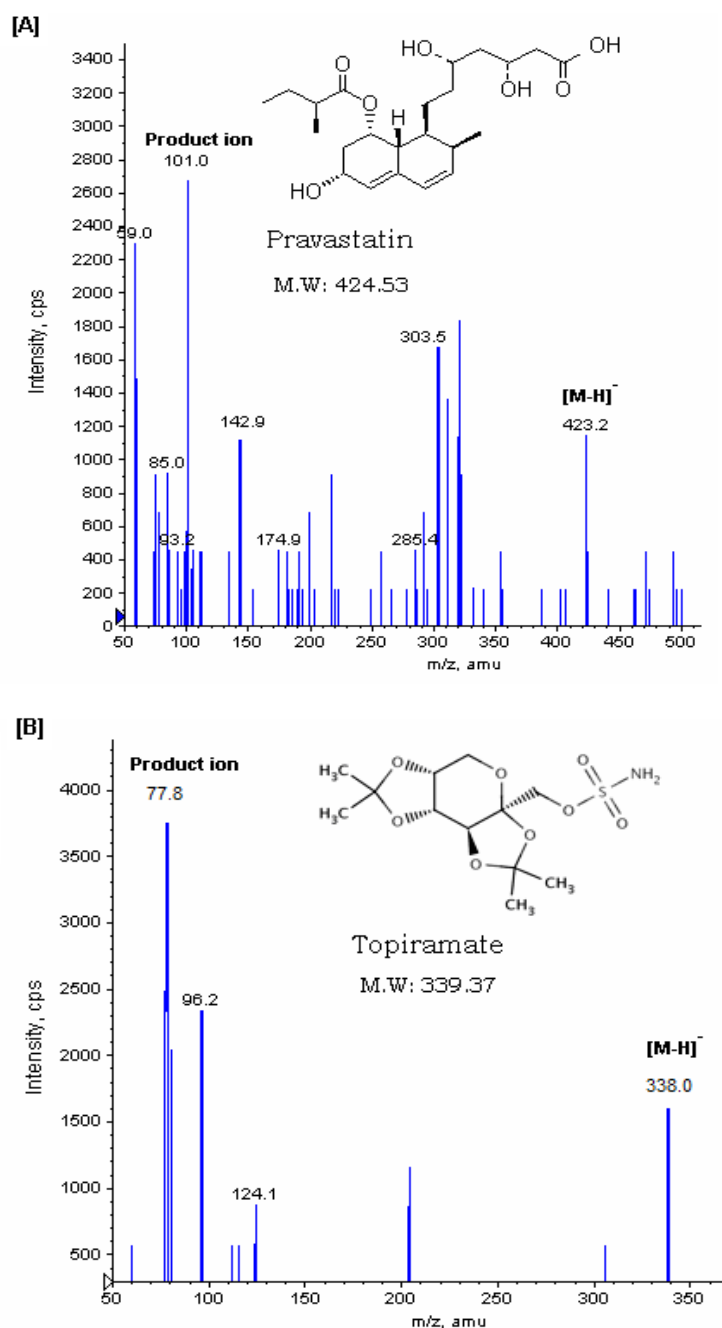 [A]
3400
3200
3000
2800
2600
2400
2200
2000
1800
1600
1400
1200
1000
800
600
400
200
0
Intensity, cps
Product ion
101.0
59.0
85.0
93.2
142.9
174.9
285.4
303.5
[M-H]-
423.2
O
O
HO
HO
OH
O
OH
H
Pravastatin
M.W: 424.53
50
100
150
200
250
300
350
400
450
500
m/z, amu
[B]
4000
3500
3000
2500
2000
1500
1000
500
Intensity, cps
Product ion
77.8
96.2
124.1
[M-H]-
338.0
H3C
H3C
O
O
O
O
O
CH3
CH3
O
O
S
NH2
O
Topiramate
M.W: 339.37
50
100
150
200
250
300
350
m/z, amu